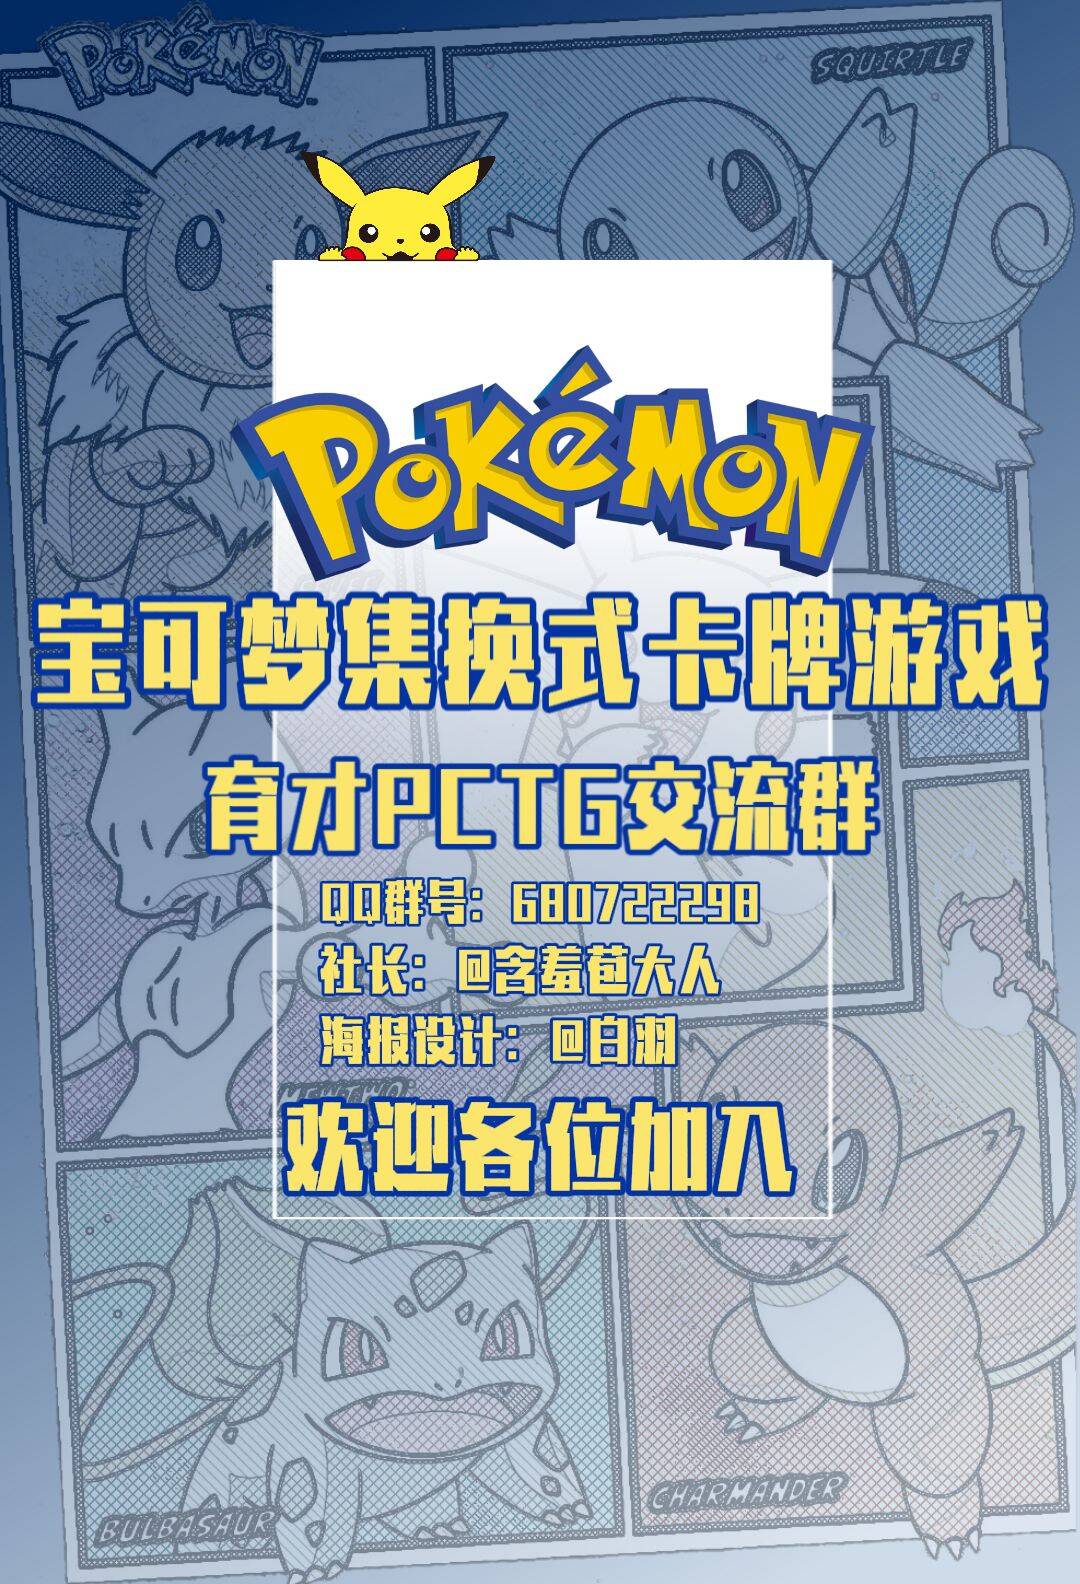 POKÉMON
SQUIRTLE
POKÉMON
宝可梦集换式卡牌游戏
育才PCTG交流群
QQ群号：680722298
社长：@含羞苞大人
海报设计：@白羽
MEWTWO
欢迎各位加入
CHARMANDER
BULBASAUR